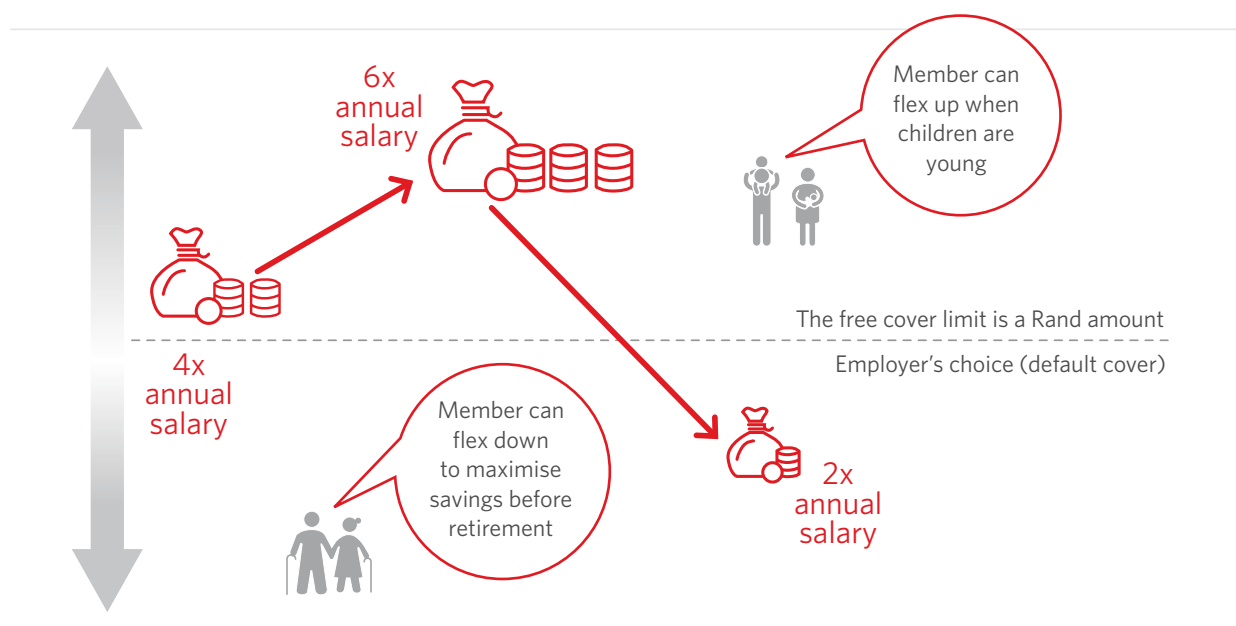 6x
annual
salary
Member can
flex up when
children are
young
4x
annual
salary
The free cover limit is a Rand amount
Employer’s choice (default cover)
Member can
flex down
to maximise
savings before
retirement
2x
annual
salary